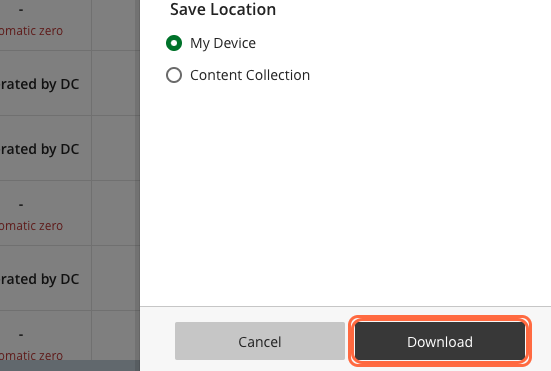 -
omatic zero
rated by DC
rated by DC
-
omatic zero
rated by DC
-
omatic zero
Save Location
My Device
Content Collection
Cancel
Download